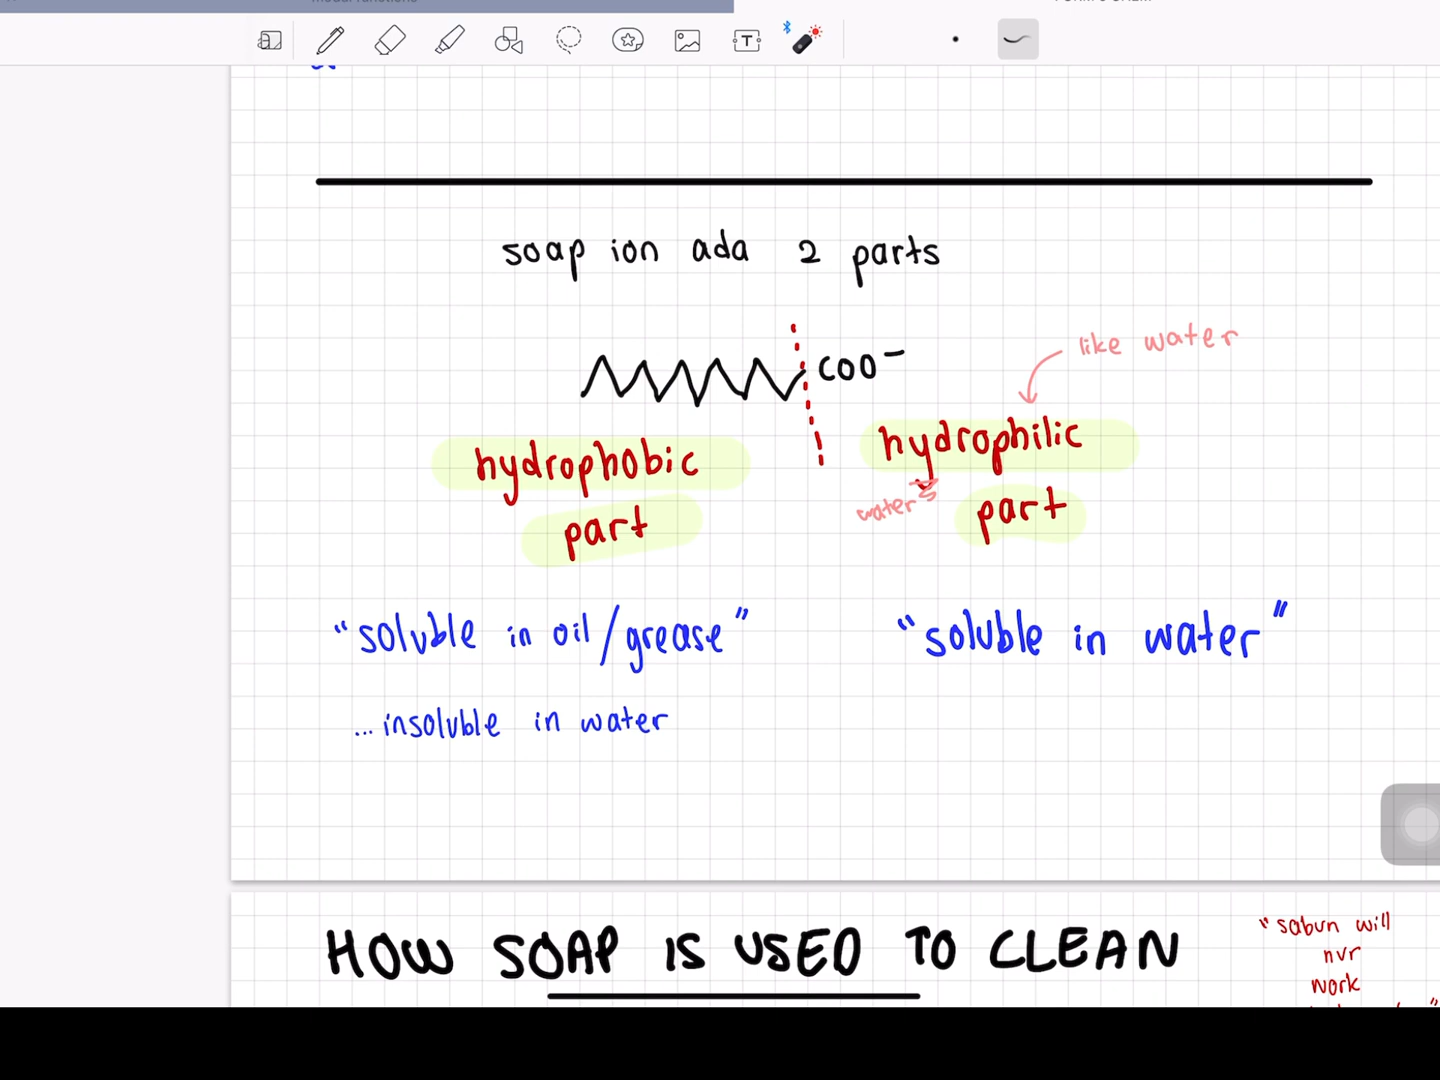 soap ion ada 2 parts
COO⁻
like water
hydrophobic
part
hydrophilic
water
part
"soluble in oil/grease"
"soluble in water"
...insoluble in water
HOW SOAP IS USED TO CLEAN
"sabun will
nvr
work